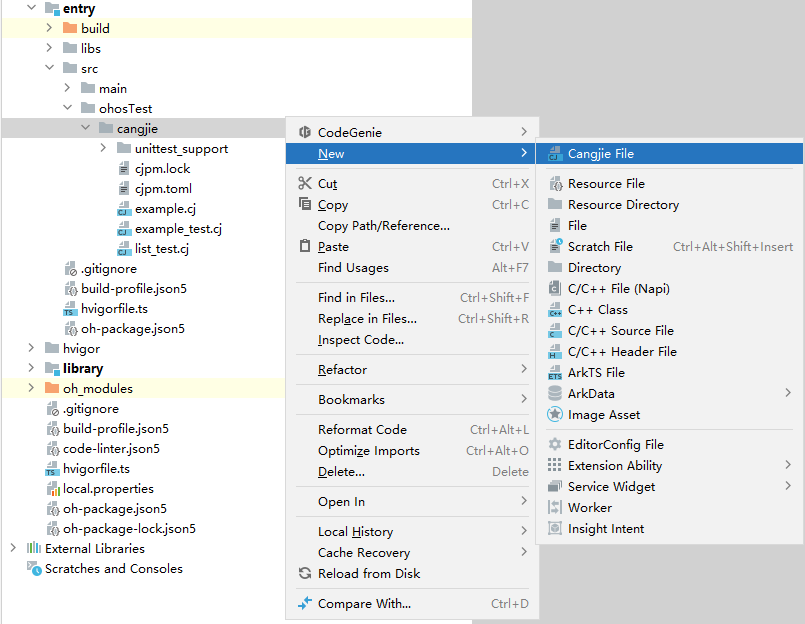 entry
build
libs
src
main
ohosTest
cangjie
unittest_support
cjpm.lock
cjpm.toml
example.cj
example_test.cj
list_test.cj
.gitignore
build-profile.json5
hvigorfile.ts
oh-package.json5
hvigor
library
oh_modules
.gitignore
build-profile.json5
code-linter.json5
hvigorfile.ts
local.properties
oh-package.json5
oh-package-lock.json5
External Libraries
Scratches and Consoles
CodeGenie
New
Cut Ctrl+X
Copy Ctrl+C
Copy Path/Reference...
Paste Ctrl+V
Find Usages Alt+F7
Find in Files... Ctrl+Shift+F
Replace in Files... Ctrl+Shift+R
Inspect Code...
Refactor
Bookmarks
Reformat Code Ctrl+Alt+L
Optimize Imports Ctrl+Alt+O
Delete... Delete
Open In
Local History
Cache Recovery
Reload from Disk
Compare With... Ctrl+D
Cangjie File
Resource File
Resource Directory
File
Scratch File Ctrl+Alt+Shift+Insert
Directory
C/C++ File (Napi)
C++ Class
C/C++ Source File
C/C++ Header File
ArkTS File
ArkData
Image Asset
EditorConfig File
Extension Ability
Service Widget
Worker
Insight Intent